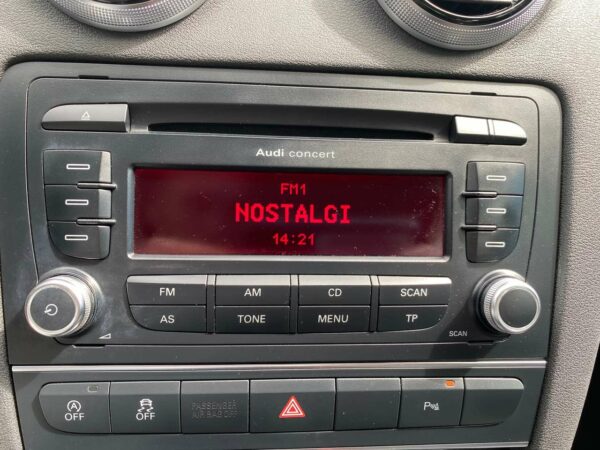 Audi concert
FM1
NOSTALGI
14:21
FM AM CD SCAN
AS TONE MENU TP
SCAN
OFF OFF PASSENGER AIR BAG OFF P